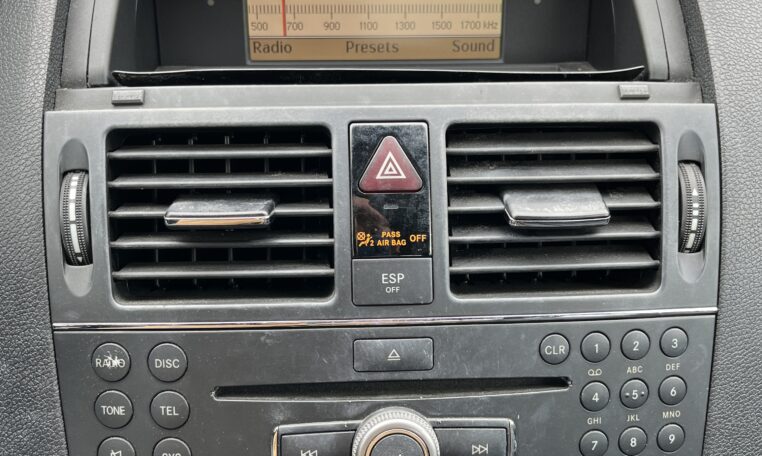 500 700 900 1100 1300 1700 kHz
Radio Presets Sound
PASS
2 AIR BAG OFF
ESP
OFF
RADIO DISC CLR 1 2 3
ABC DEF
TONE TEL 4 5 6
GHI JKL MNO
7 8 9